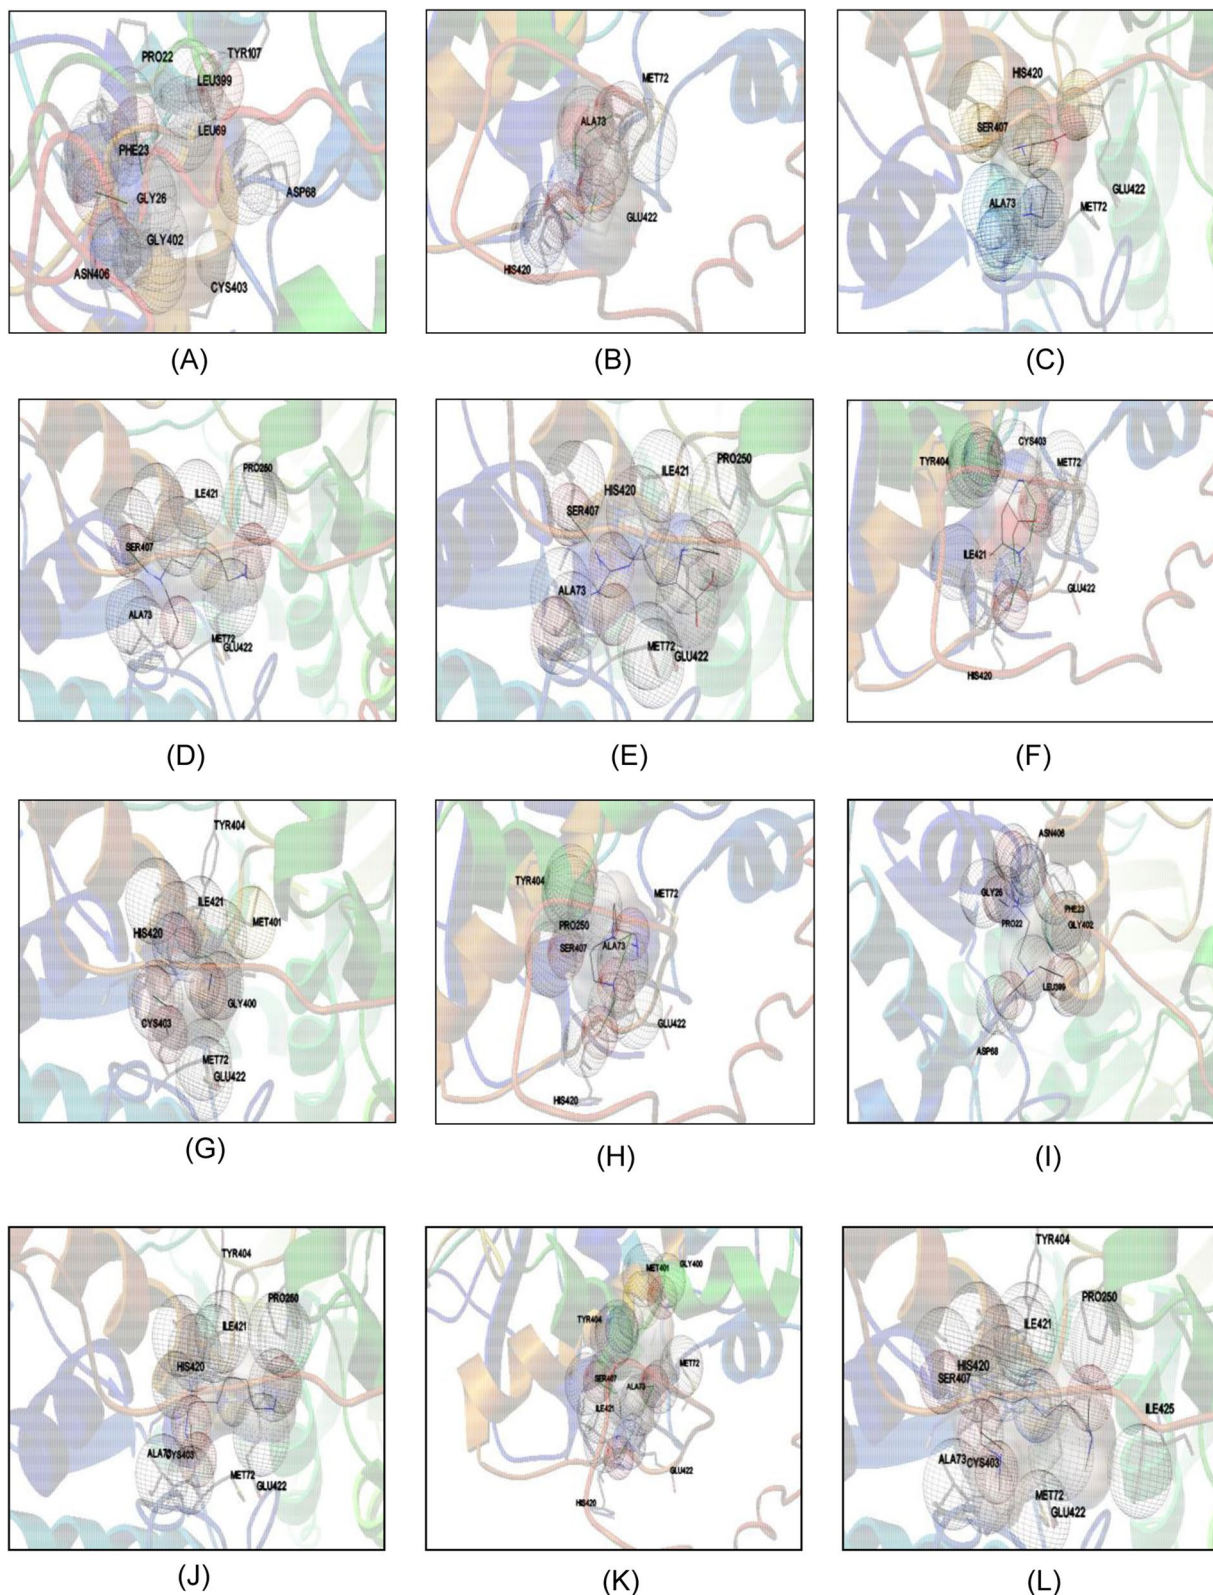 PRO22
TYR107
LEU399
LEU69
PHE23
ASP68
GLY26
GLY402
ASN406
CYS403
(A)
MET72
ALA73
GLU422
HIS420
(B)
HIS420
SER407
GLU422
ALA73
MET72
(C)
PRO250
ILE421
SER407
ALA73
MET72
GLU422
(D)
PRO250
ILE421
HIS420
SER407
ALA73
MET72
GLU422
(E)
CYS403
TYR404
MET72
ILE421
GLU422
HIS420
(F)
TYR404
ILE421
MET401
HIS420
GLY400
CYS403
MET72
GLU422
(G)
TYR404
MET72
PRO250
SER407
ALA73
GLU422
HIS420
(H)
ASN406
GLY26
PHE23
PRO22
GLY402
LEU399
ASP68
(I)
TYR404
PRO250
ILE421
HIS420
ALA73
CYS403
MET72
GLU422
(J)
GLY400
MET401
TYR404
MET72
SER407
ALA73
ILE421
GLU422
HIS420
(K)
TYR404
PRO250
ILE421
HIS420
SER407
ILE425
ALA73
CYS403
MET72
GLU422
(L)